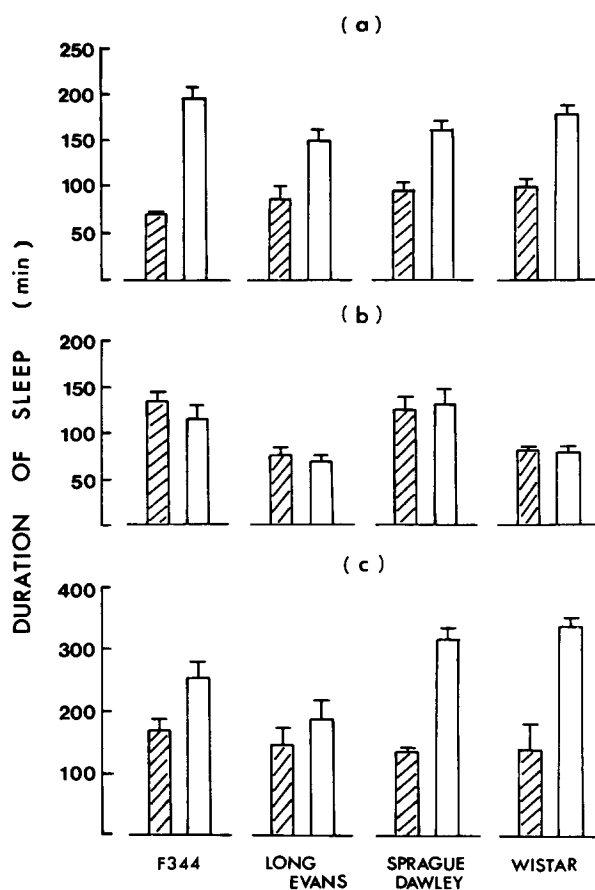 ( a )
250
200
150
100
50
( b )
200
150
100
50
( c )
400
300
200
100
DURATION OF SLEEP (min)
F344
LONG EVANS
SPRAGUE DAWLEY
WISTAR